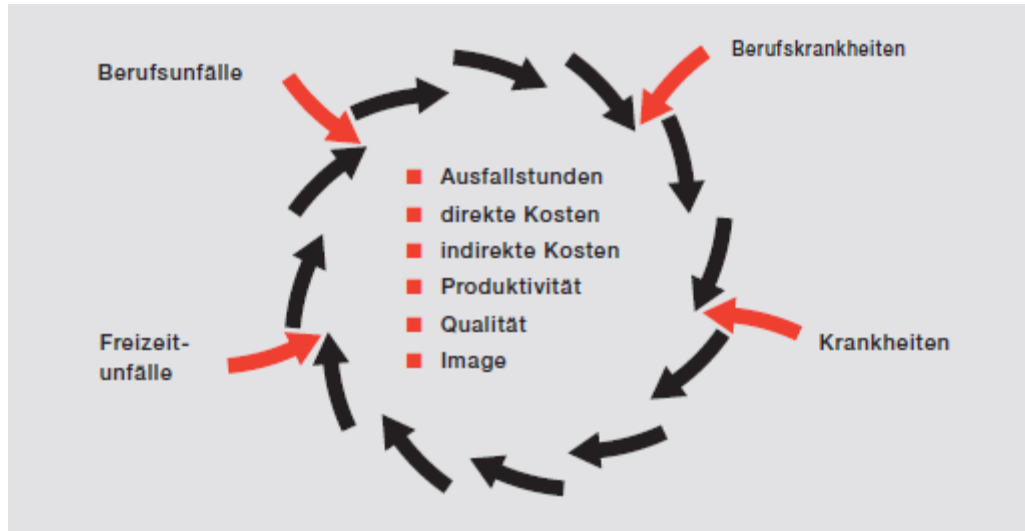 Berufsunfälle
Berufskrankheiten
Ausfallstunden
direkte Kosten
indirekte Kosten
Produktivität
Qualität
Image
Freizeit-
unfälle
Krankheiten